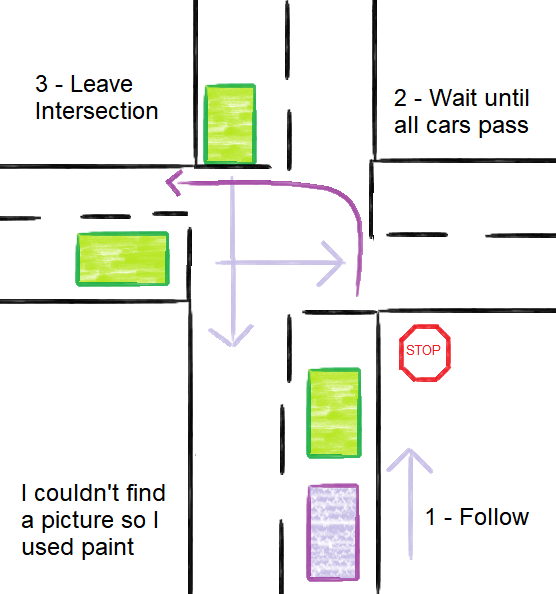 3 - Leave
Intersection
2 - Wait until
all cars pass
STOP
1 - Follow
I couldn't find
a picture so I
used paint